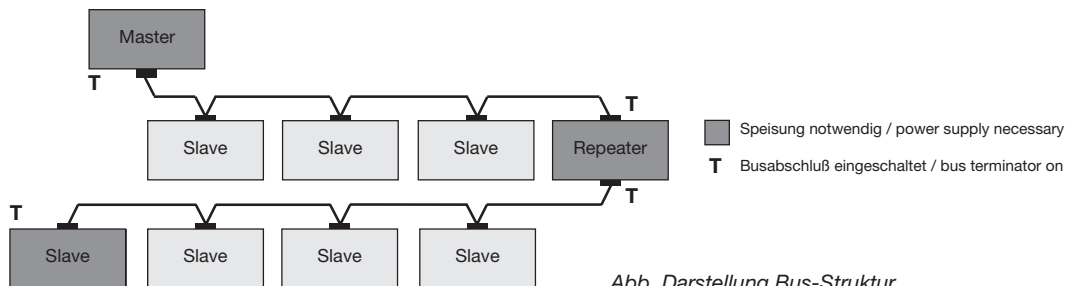 Master
T
T
Slave Slave Slave Repeater
Speisung notwendig / power supply necessary
T Busabschluß eingeschaltet / bus terminator on
T
T
Slave Slave Slave Slave
Abb. Darstellung Bus-Struktur